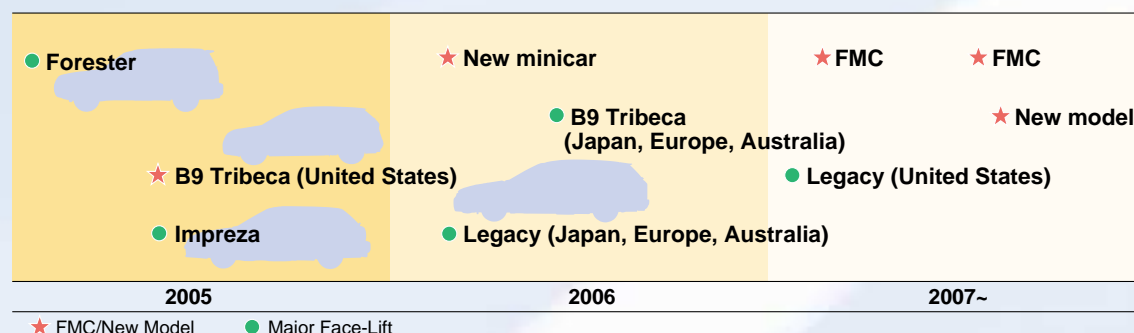 Forester
New minicar
FMC
FMC
B9 Tribeca
(Japan, Europe, Australia)
New model
B9 Tribeca (United States)
Legacy (United States)
Impreza
Legacy (Japan, Europe, Australia)
2005
2006
2007~
FMC/New Model
Major Face-Lift